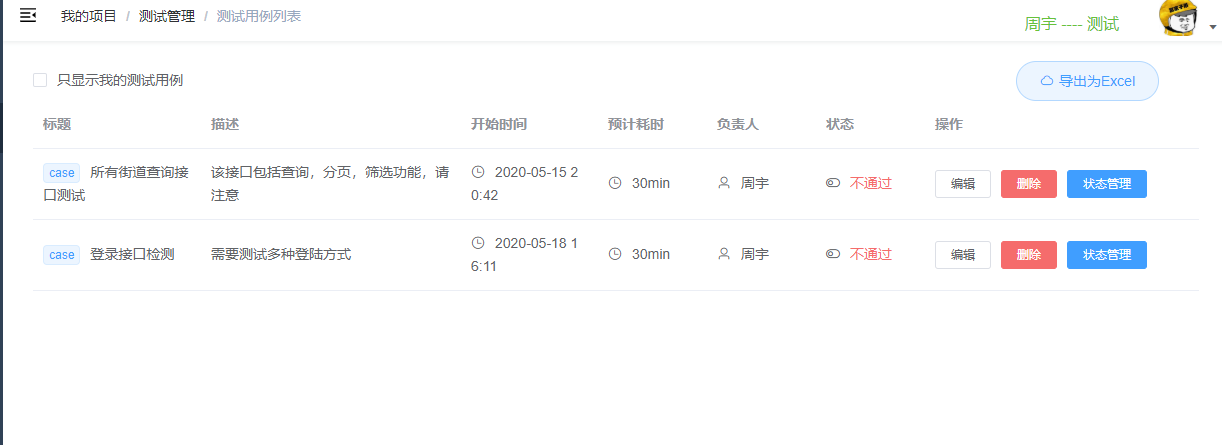 我的项目 / 测试管理 / 测试用例列表
周宇 ---- 测试
只显示我的测试用例
导出为Excel
标题 描述 开始时间 预计耗时 负责人 状态 操作
case 所有街道查询接
口测试
该接口包括查询，分页，筛选功能，请
注意
2020-05-15 2
0:42
30min
周宇
不通过
编辑 删除 状态管理
case 登录接口检测
需要测试多种登陆方式
2020-05-18 1
6:11
30min
周宇
不通过
编辑 删除 状态管理